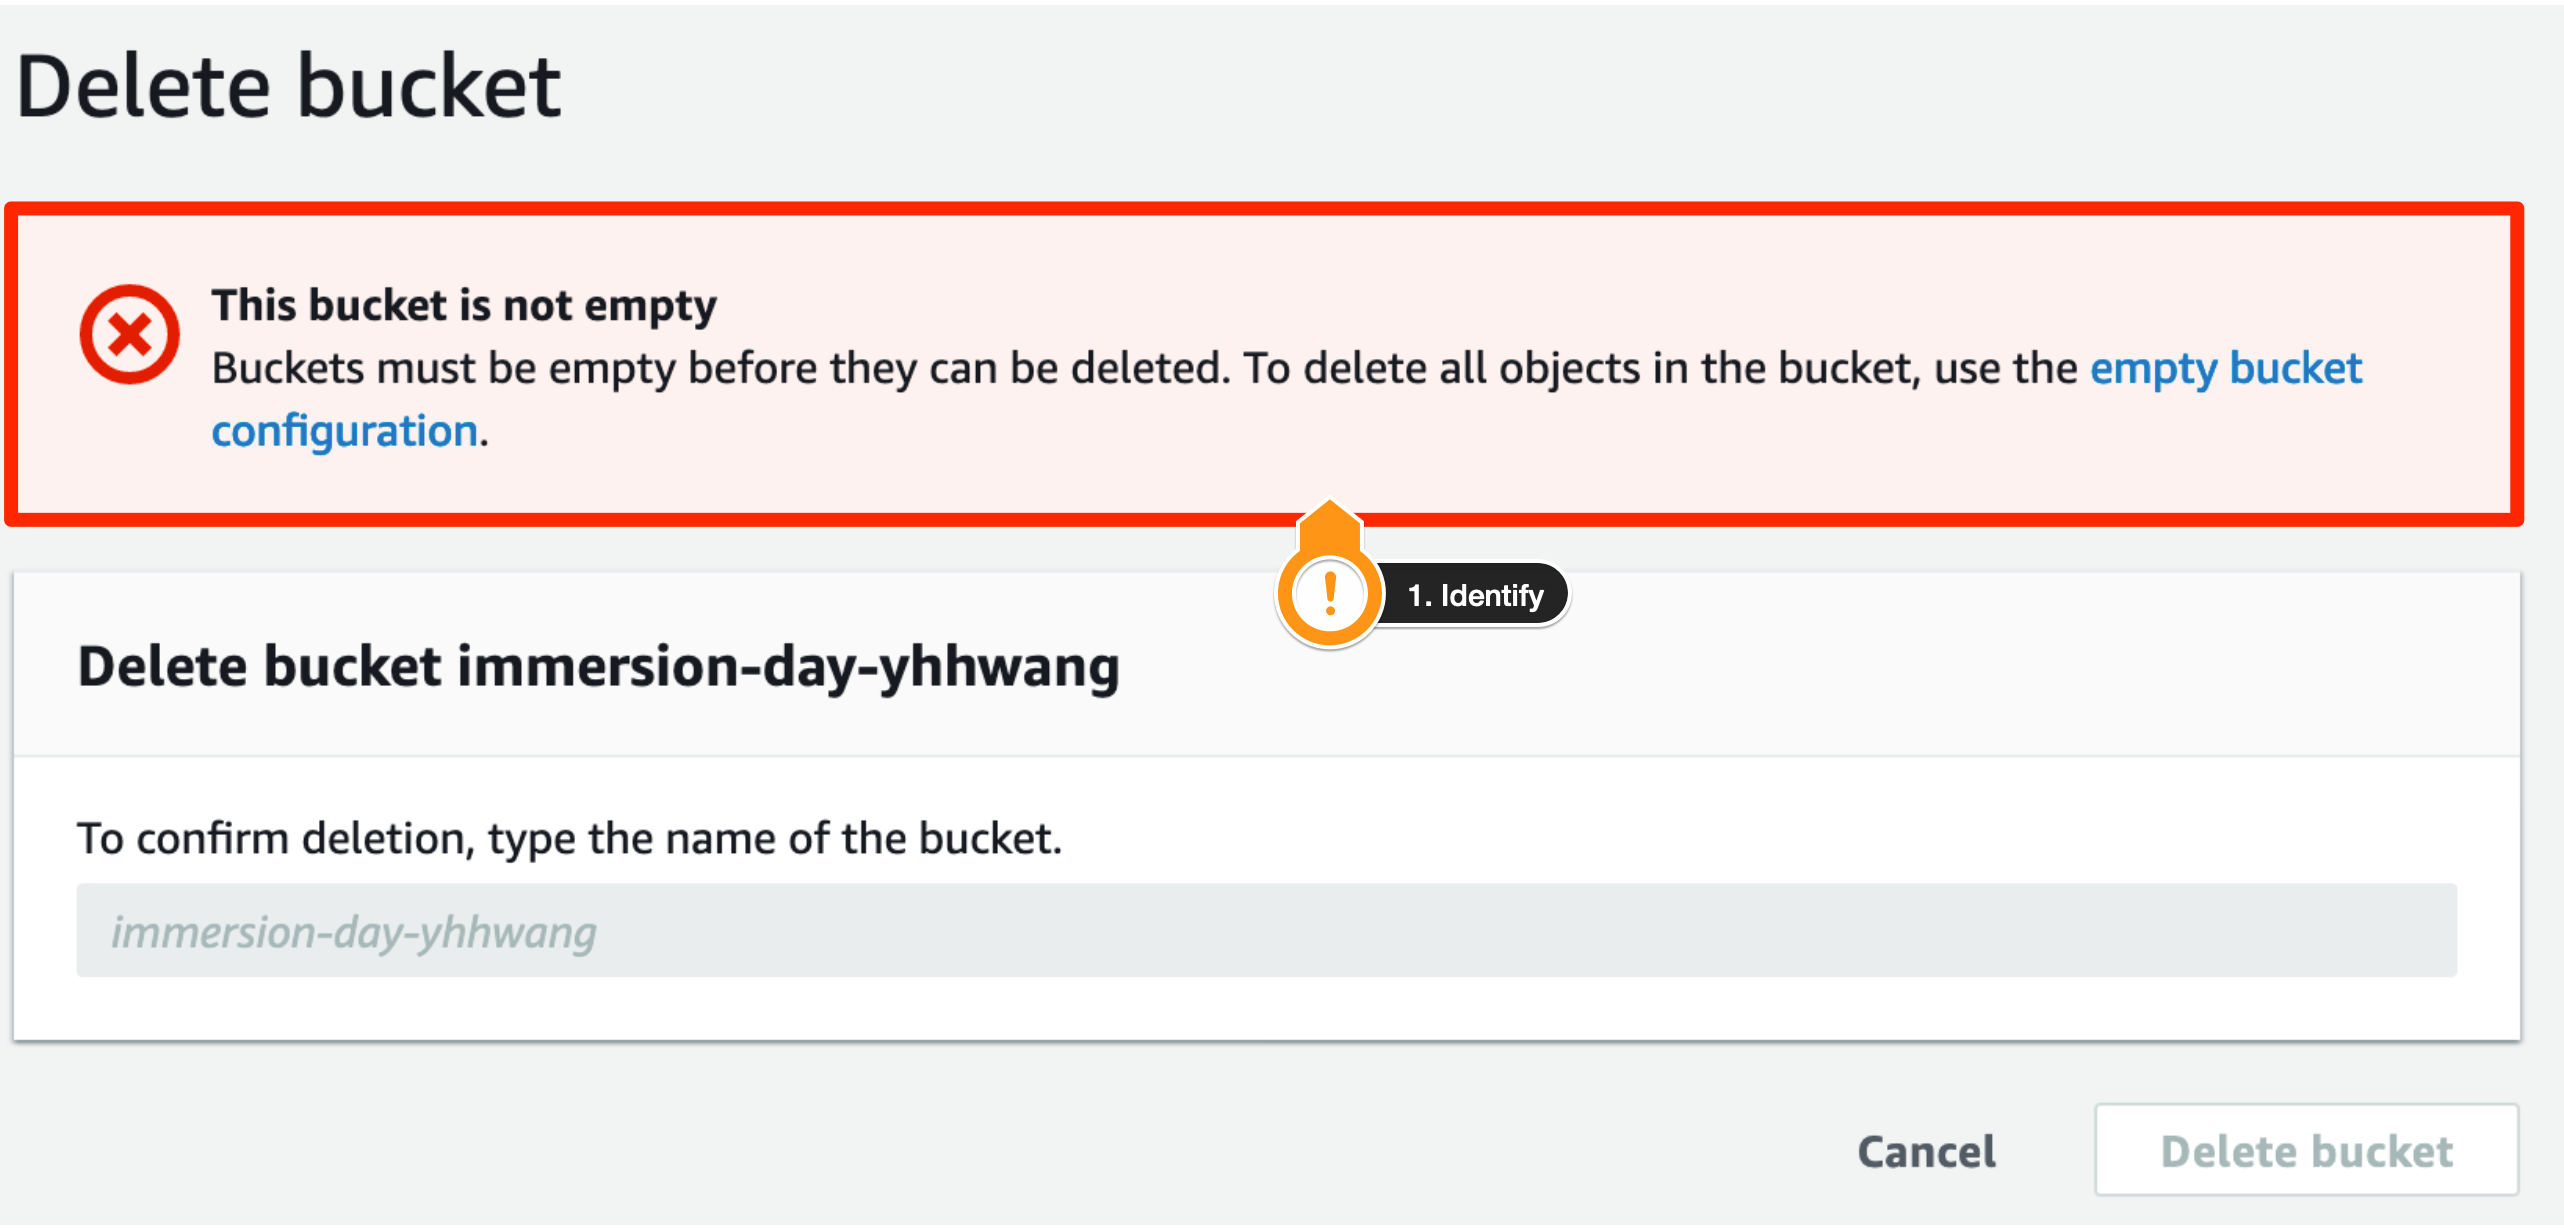 Delete bucket
This bucket is not empty
Buckets must be empty before they can be deleted. To delete all objects in the bucket, use the empty bucket
configuration.
1. Identify
Delete bucket immersion-day-yhhwang
To confirm deletion, type the name of the bucket.
immersion-day-yhhwang
Cancel
Delete bucket